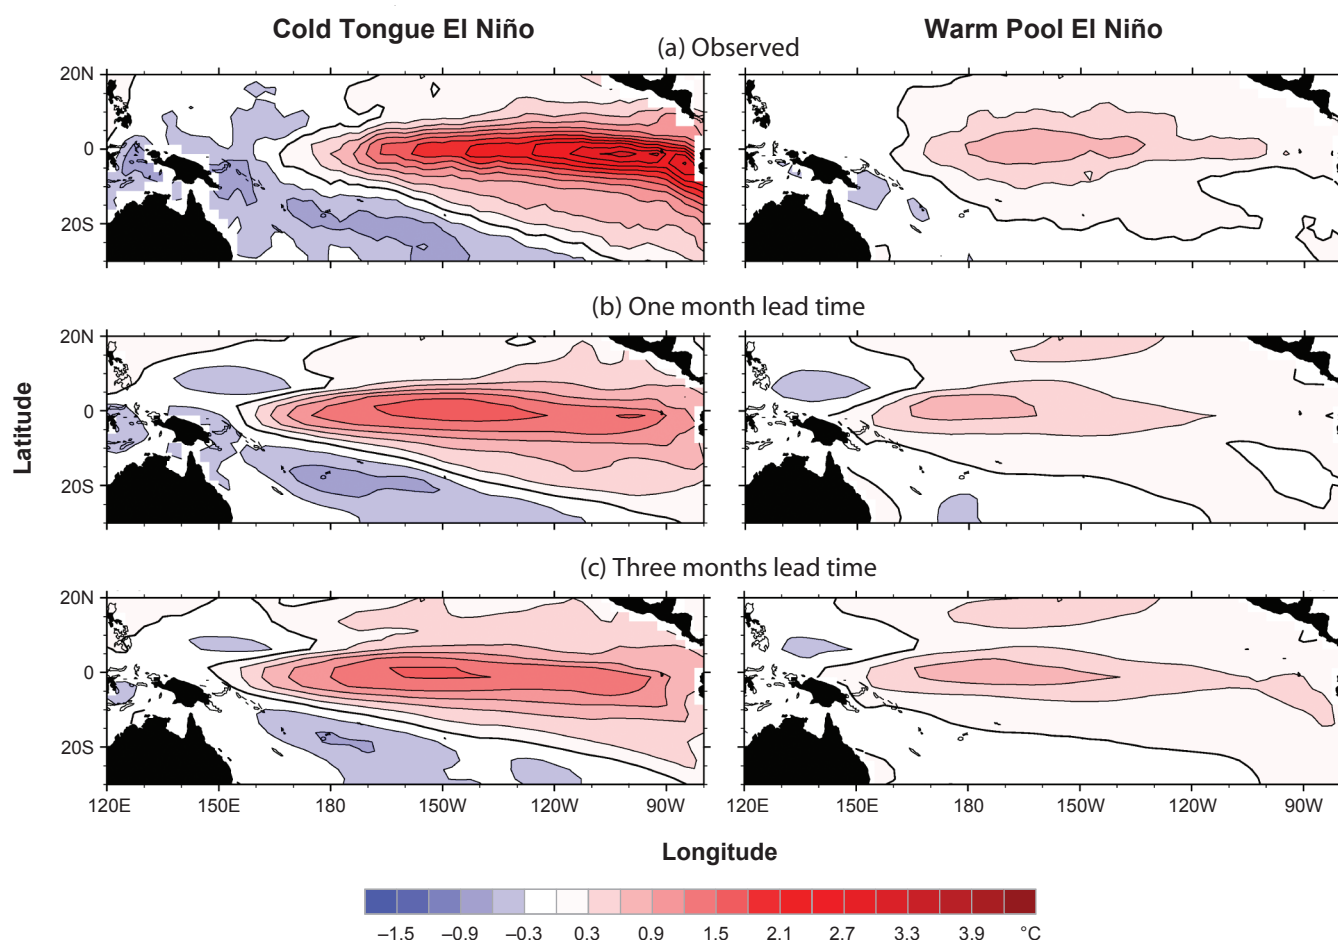 Cold Tongue El Niño
Warm Pool El Niño
(a) Observed
20N
0
20S
(b) One month lead time
20N
0
20S
Latitude
(c) Three months lead time
20N
0
20S
120E 150E 180 150W 120W 90W
120E 150E 180 150W 120W 90W
Longitude
–1.5 –0.9 –0.3 0.3 0.9 1.5 2.1 2.7 3.3 3.9 °C